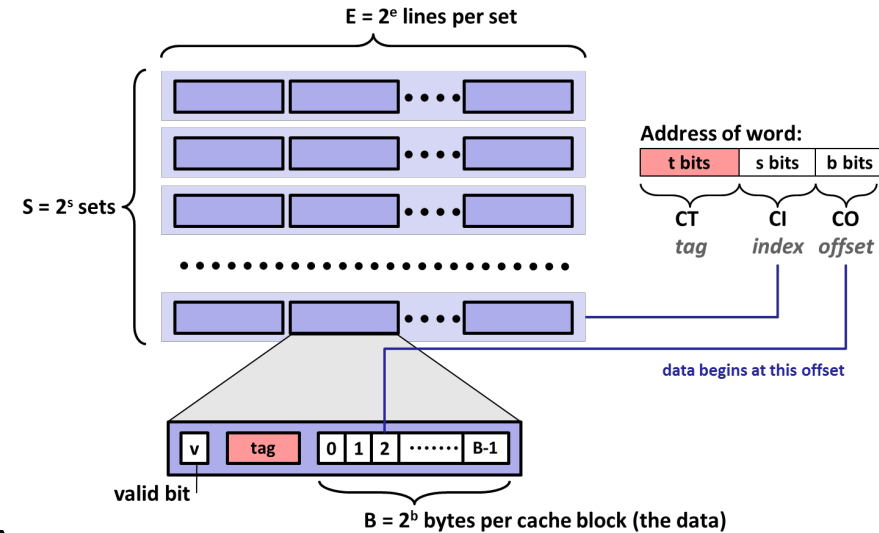 E = 2ᵉ lines per set
S = 2ˢ sets
Address of word:
t bits s bits b bits
CT CI CO
tag index offset
data begins at this offset
v tag 0 1 2 ······· B-1
valid bit
B = 2ᵇ bytes per cache block (the data)